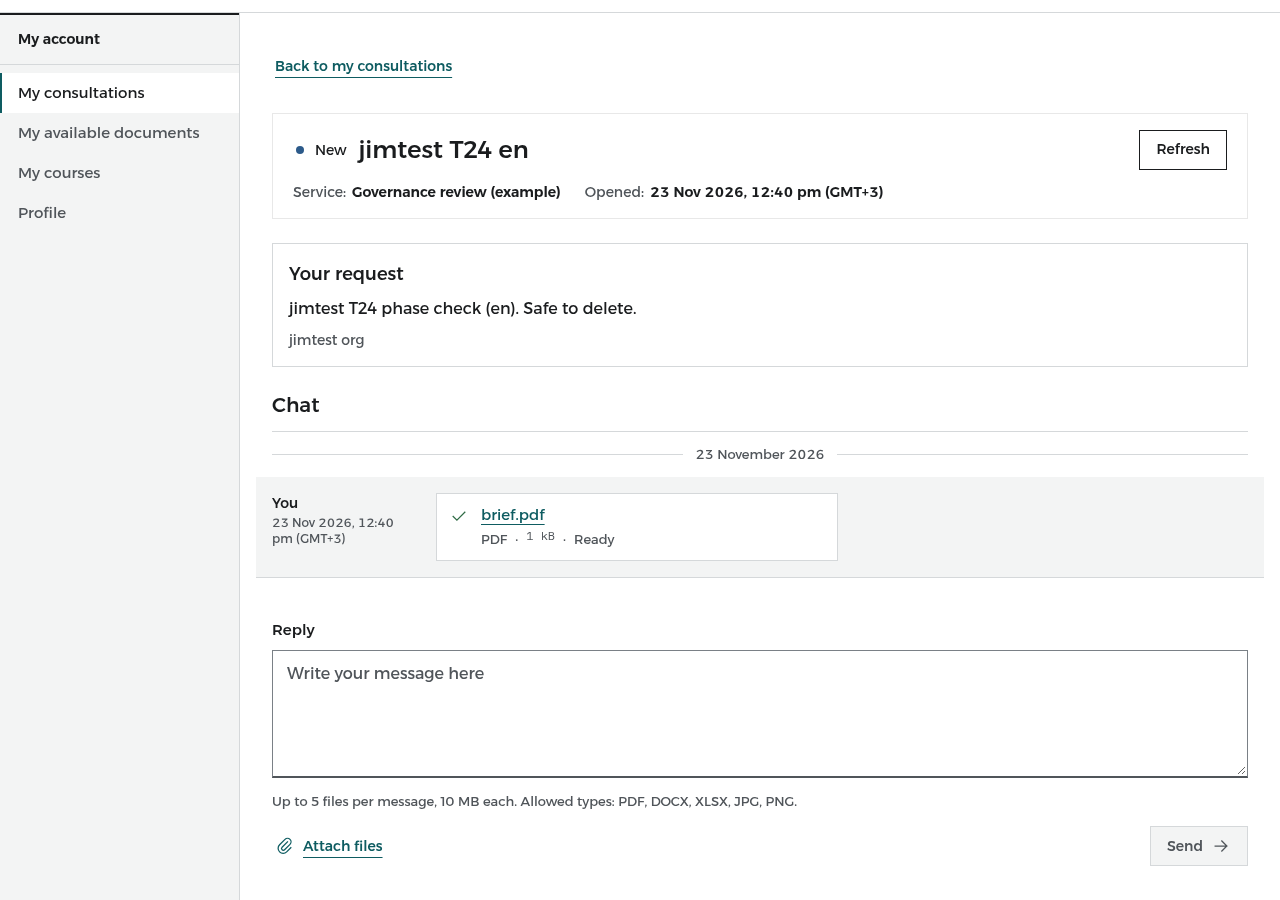 My account
My consultations
My available documents
My courses
Profile
Back to my consultations
New jimtest T24 en
Refresh
Service: Governance review (example) Opened: 23 Nov 2026, 12:40 pm (GMT+3)
Your request
jimtest T24 phase check (en). Safe to delete.
jimtest org
Chat
23 November 2026
You
23 Nov 2026, 12:40
pm (GMT+3)
brief.pdf
PDF · 1 kB · Ready
Reply
Write your message here
Up to 5 files per message, 10 MB each. Allowed types: PDF, DOCX, XLSX, JPG, PNG.
Attach files
Send